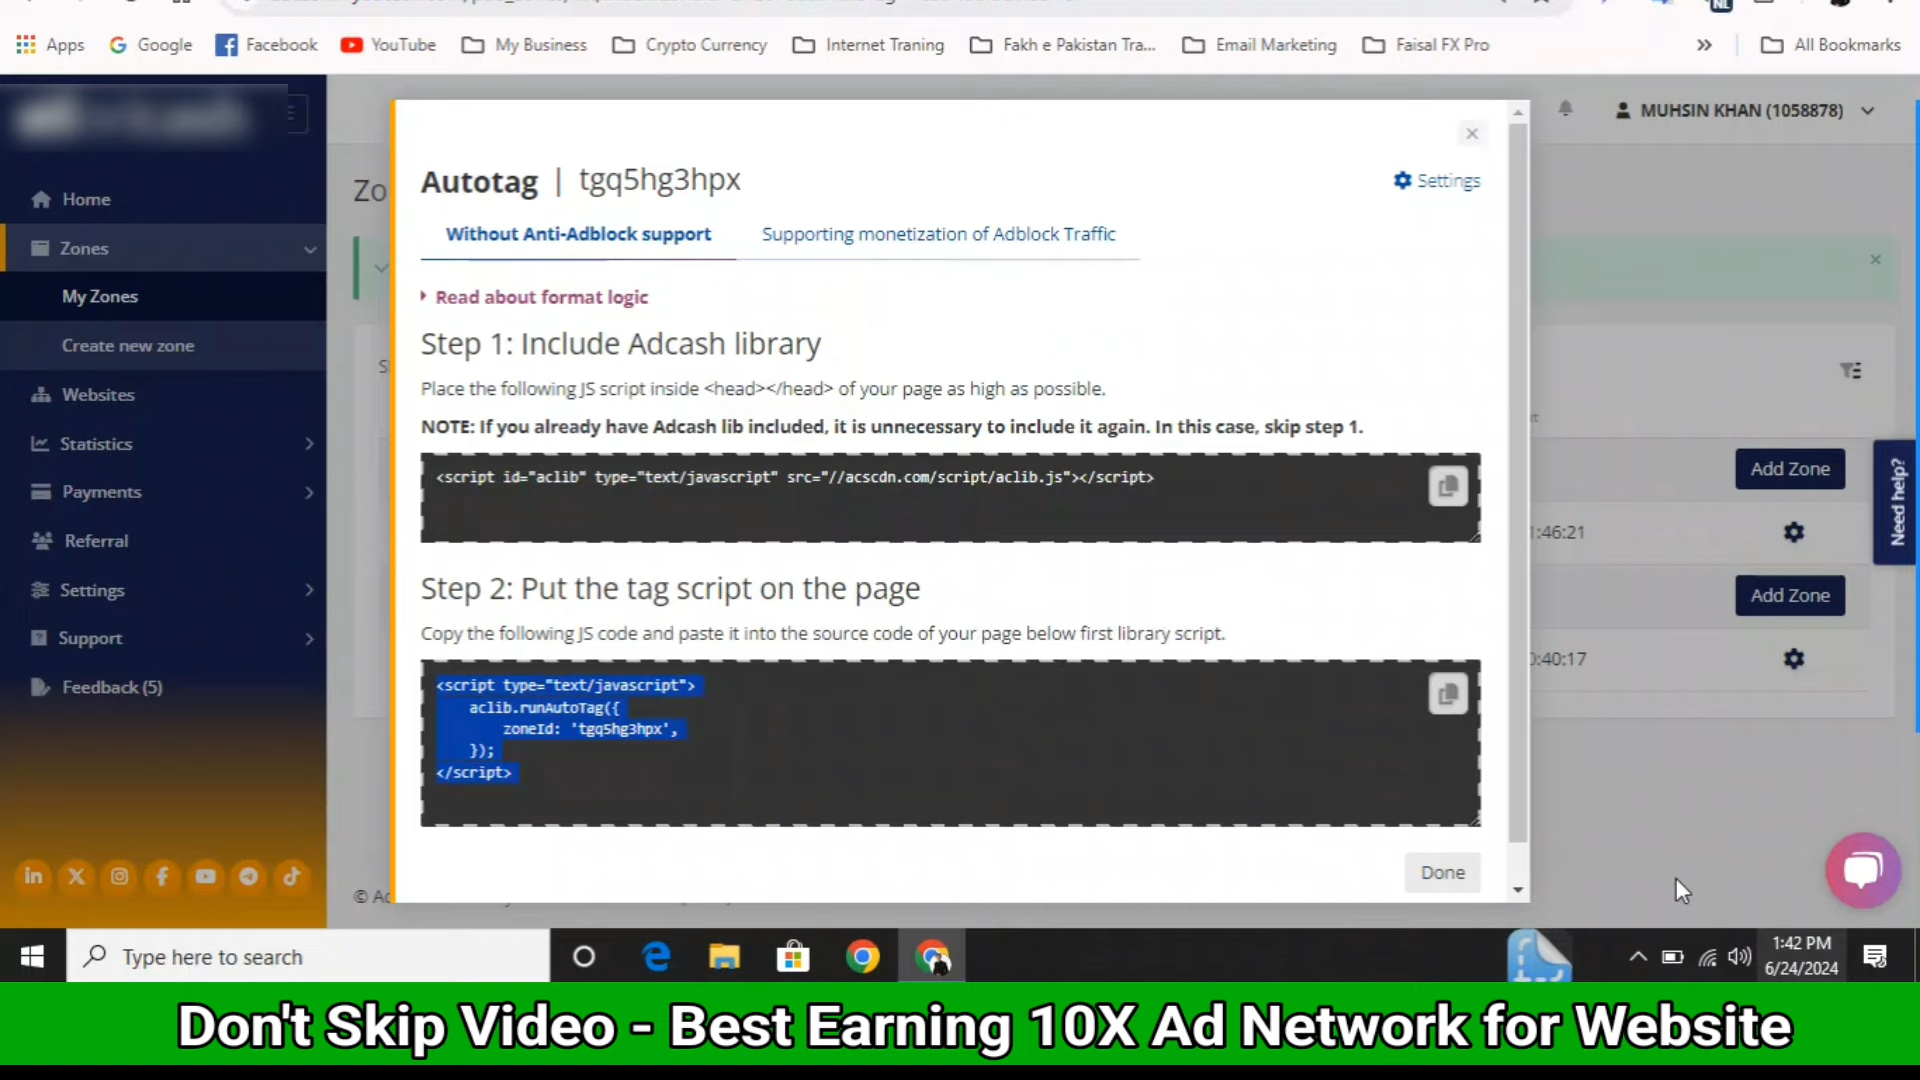 Apps
Google
Facebook
YouTube
My Business
Crypto Currency
Internet Traning
Fakh e Pakistan Tra...
Email Marketing
Faisal FX Pro
»
All Bookmarks
MUHSIN KHAN (1058878)
Home
Zones
My Zones
Create new zone
Websites
Statistics
Payments
Referral
Settings
Support
Feedback (5)
Zo
Autotag | tgq5hg3hpx
Settings
Without Anti-Adblock support
Supporting monetization of Adblock Traffic
Read about format logic
Step 1: Include Adcash library
Place the following JS script inside <head></head> of your page as high as possible.
NOTE: If you already have Adcash lib included, it is unnecessary to include it again. In this case, skip step 1.
<script id="aclib" type="text/javascript" src="//acscdn.com/script/aclib.js"></script>
Step 2: Put the tag script on the page
Copy the following JS code and paste it into the source code of your page below first library script.
<script type="text/javascript">
aclib.runAutoTag({
zoneId: 'tgq5hg3hpx',
});
</script>
Done
Add Zone
1:46:21
Add Zone
0:40:17
Need help?
© Ad
Type here to search
1:42 PM
6/24/2024
Don't Skip Video - Best Earning 10X Ad Network for Website